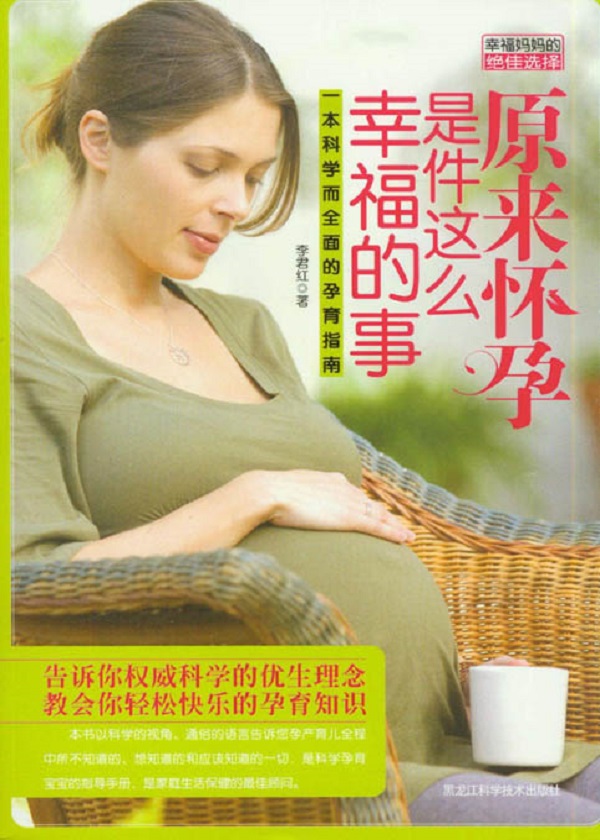 幸福妈妈的
绝佳选择
原来怀孕
是件这么
幸福的事
一本科学而全面的孕育指南
李君红◎著
告诉你权威科学的优生理念
教会你轻松快乐的孕育知识
本书以科学的视角、通俗的语言告诉您孕产育儿全程
中所不知道的、想知道的和应该知道的一切，是科学孕育
宝宝的指导手册，是家庭生活保健的最佳顾问。
黑龙江科学技术出版社